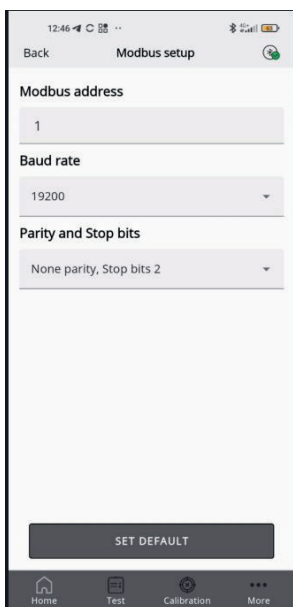 12:46
Back Modbus setup
Modbus address
1
Baud rate
19200
Parity and Stop bits
None parity, Stop bits 2
SET DEFAULT
Home Test Calibration More